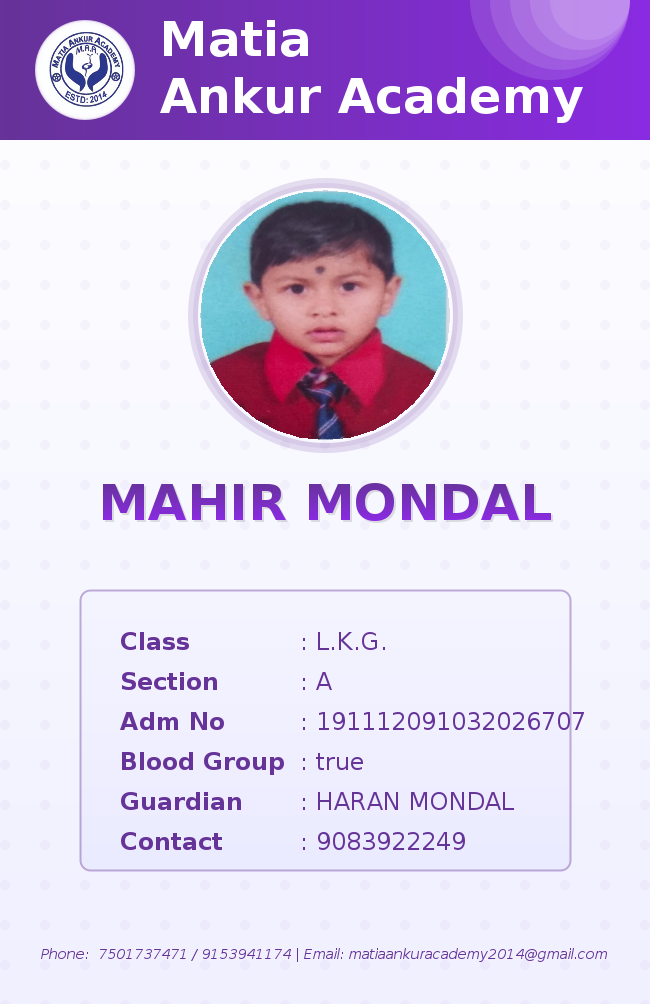 Matia
Ankur Academy
MATIA ANKUR ACADEMY
M.A.A.
ESTD: 2014
MAHIR MONDAL
Class : L.K.G.
Section : A
Adm No : 191112091032026707
Blood Group : true
Guardian : HARAN MONDAL
Contact : 9083922249
Phone: 7501737471 / 9153941174 | Email: matiaankuracademy2014@gmail.com